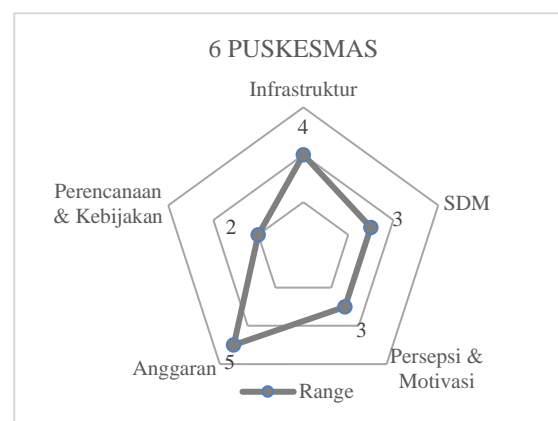 6 PUSKESMAS
Infrastruktur
4
Perencanaan
& Kebijakan
2
3
SDM
3
Anggaran
5
Persepsi &
Motivasi
Range